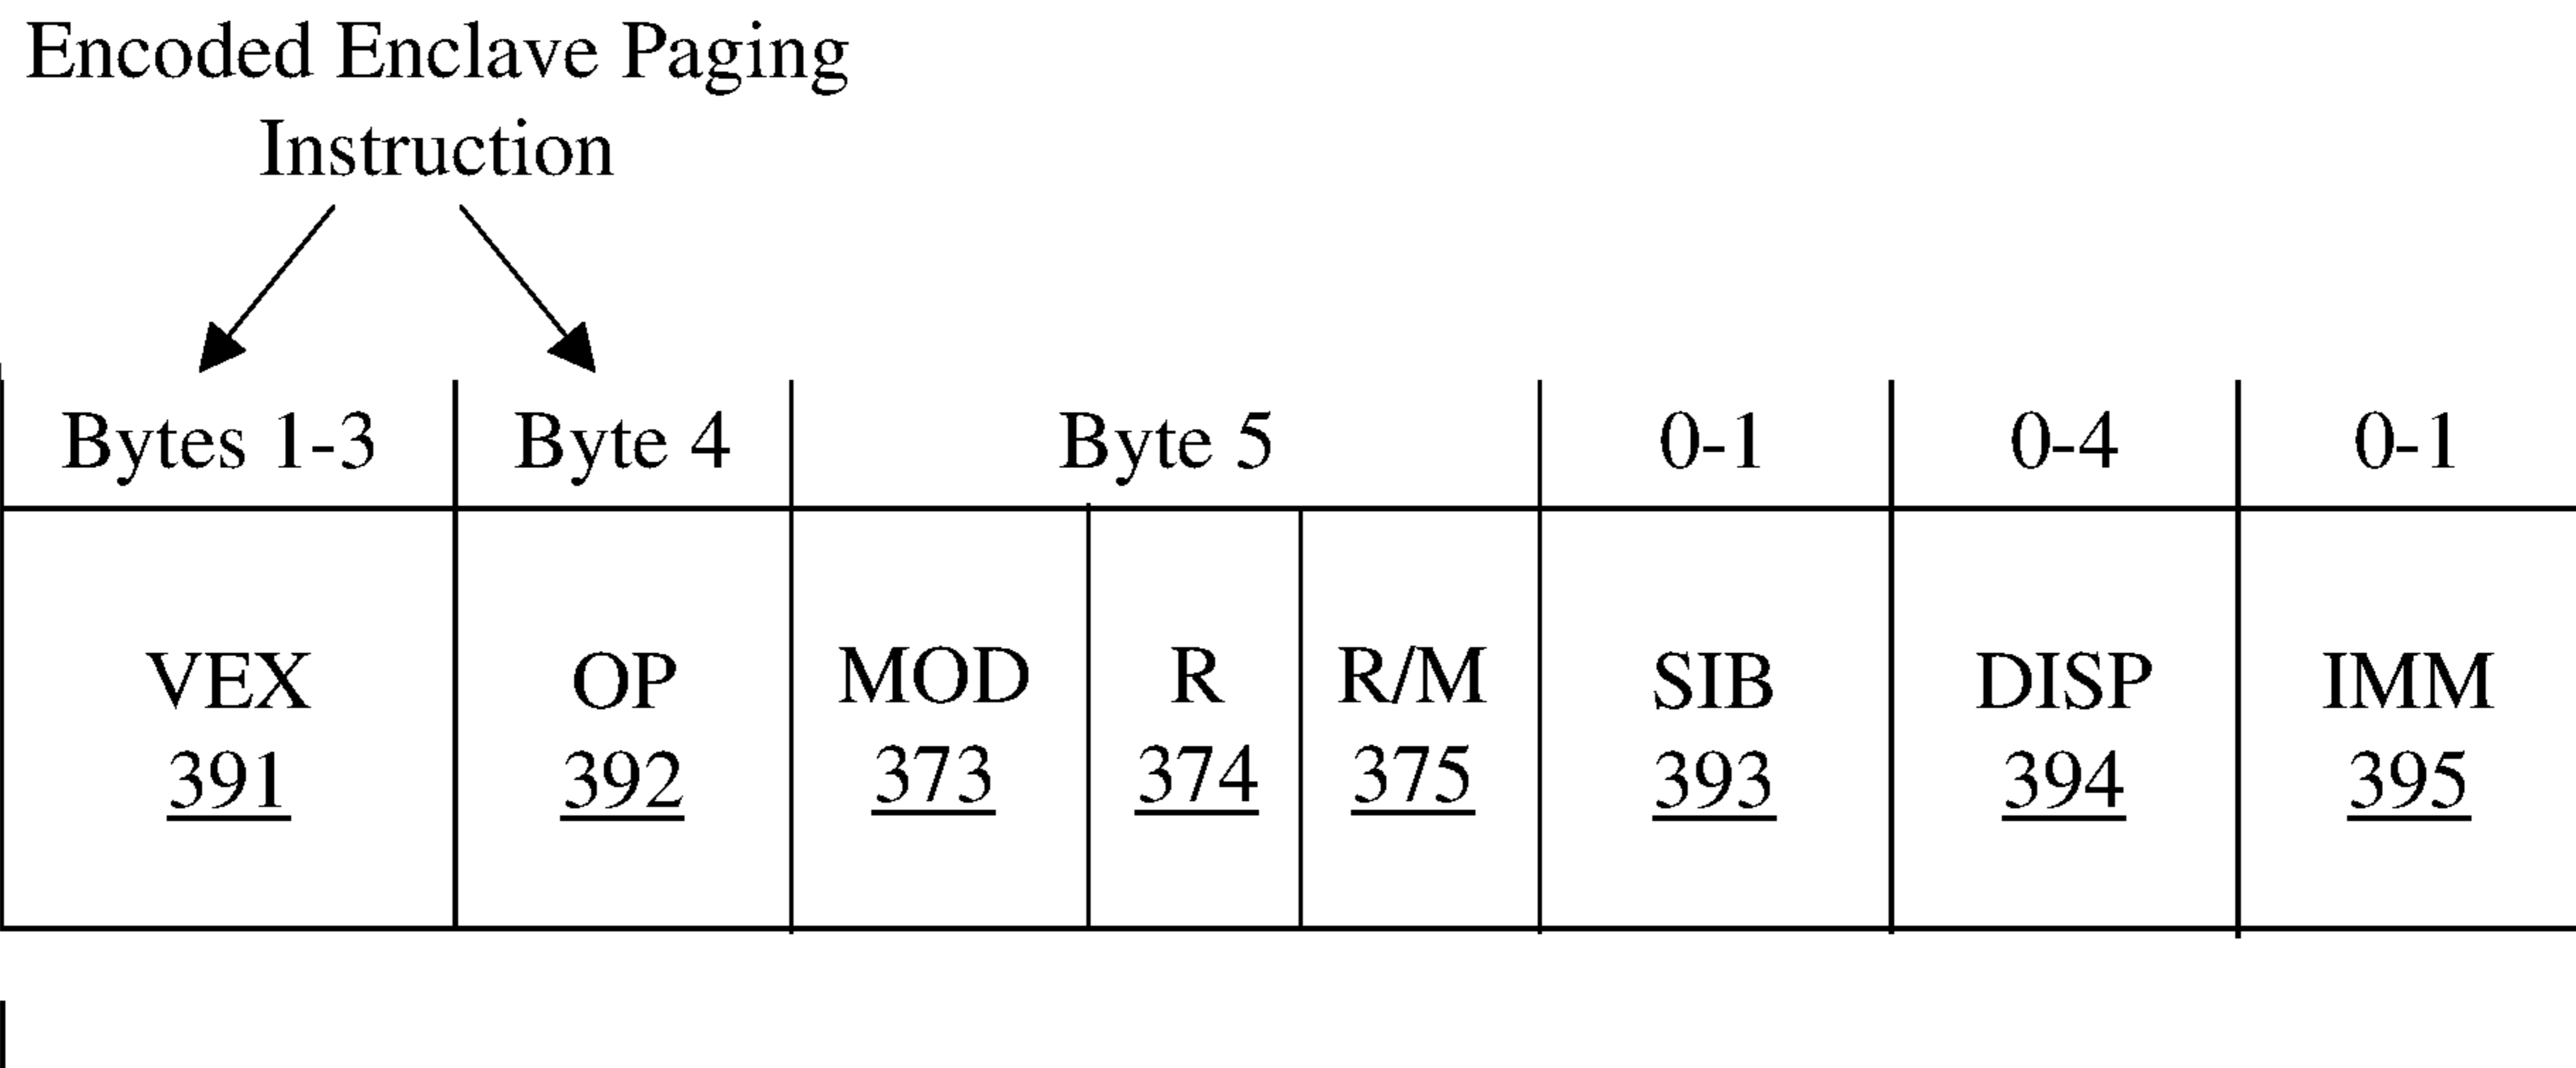 Encoded Enclave Paging
Instruction
Bytes 1-3 Byte 4 Byte 5 0-1 0-4 0-1
VEX OP MOD R R/M SIB DISP IMM
391 392 373 374 375 393 394 395